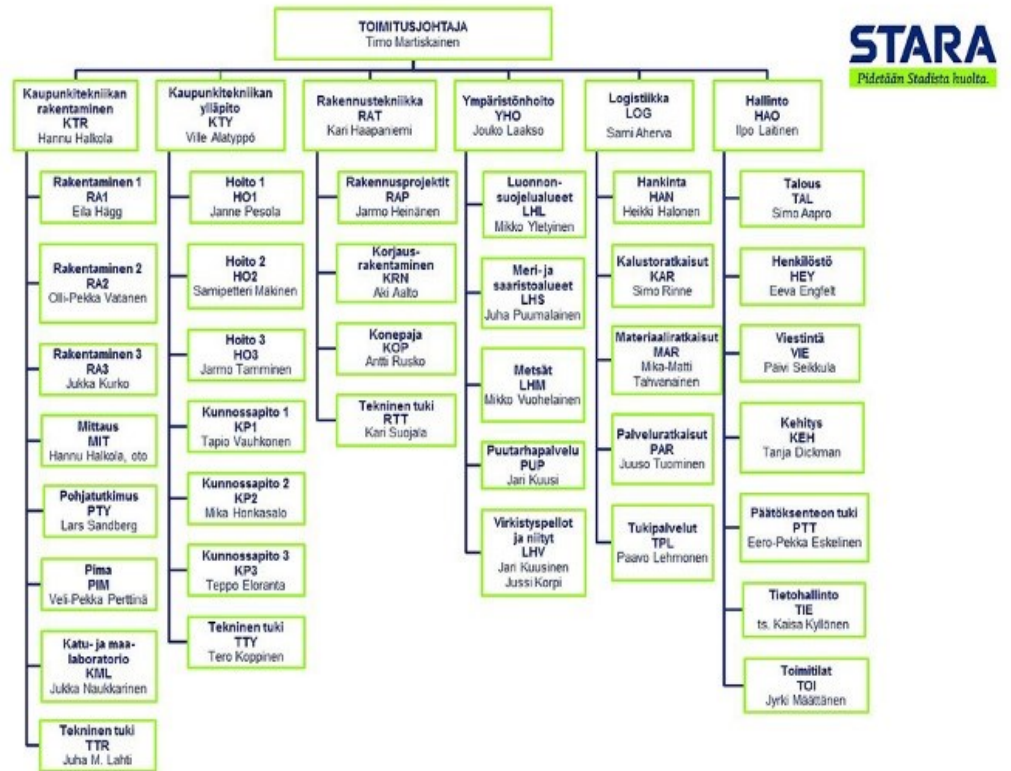 TOIMITUSJOHTAJA
Timo Martiskainen
STARA
Pidetään Stadista huolta.
Kaupunkitekniikan
rakentaminen
KTR
Hannu Halkola
Rakentaminen 1
RA1
Eila Hägg
Rakentaminen 2
RA2
Olli-Pekka Vatanen
Rakentaminen 3
RA3
Jukka Kurko
Mittaus
MIT
Hannu Halkola, oto
Pohjatutkimus
PTY
Lars Sandberg
Pima
PIM
Veli-Pekka Perttinä
Katu- ja maa-
laboratorio
KML
Jukka Naukkarinen
Tekninen tuki
TTR
Juha M. Lahti
Kaupunkitekniikan
ylläpito
KTY
Ville Alatyppö
Hoito 1
HO1
Janne Pesola
Hoito 2
HO2
Samipetteri Mäkinen
Hoito 3
HO3
Jarmo Tamminen
Kunnossapito 1
KP1
Tapio Vauhkonen
Kunnossapito 2
KP2
Mika Honkasalo
Kunnossapito 3
KP3
Teppo Eloranta
Tekninen tuki
TTY
Tero Koppinen
Rakennustekniikka
RAT
Kari Haapaniemi
Rakennusprojektit
RAP
Jarmo Heinänen
Korjaus-
rakentaminen
KRN
Aki Aalto
Konepaja
KOP
Antti Rusko
Tekninen tuki
RTT
Kari Suojala
Ympäristönhoito
YHO
Jouko Laakso
Luonnon-
suojelualueet
LHL
Mikko Yletyinen
Meri- ja
saaristoalueet
LHS
Juha Puumalainen
Metsät
LHM
Mikko Vuohelainen
Puutarhapalvelu
PUP
Jari Kuusi
Virkistyspellot
ja niityt
LHV
Jari Kuusinen
Jussi Korpi
Logistiikka
LOG
Sami Aherva
Hankinta
HAN
Heikki Halonen
Kalustoratkaisut
KAR
Simo Rinne
Materiaaliratkaisut
MAR
Mika-Matti
Tahvanainen
Palveluratkaisut
PAR
Juuso Tuominen
Tukipalvelut
TPL
Paavo Lehmonen
Hallinto
HAO
Ilpo Laitinen
Talous
TAL
Simo Aapro
Henkilöstö
HEY
Eeva Engfelt
Viestintä
VIE
Päivi Seikkula
Kehitys
KEH
Tanja Dickman
Päätöksenteon tuki
PTT
Eero-Pekka Eskelinen
Tietohallinto
TIE
ts. Kaisa Kyllönen
Toimitilat
TOI
Jyrki Määttänen